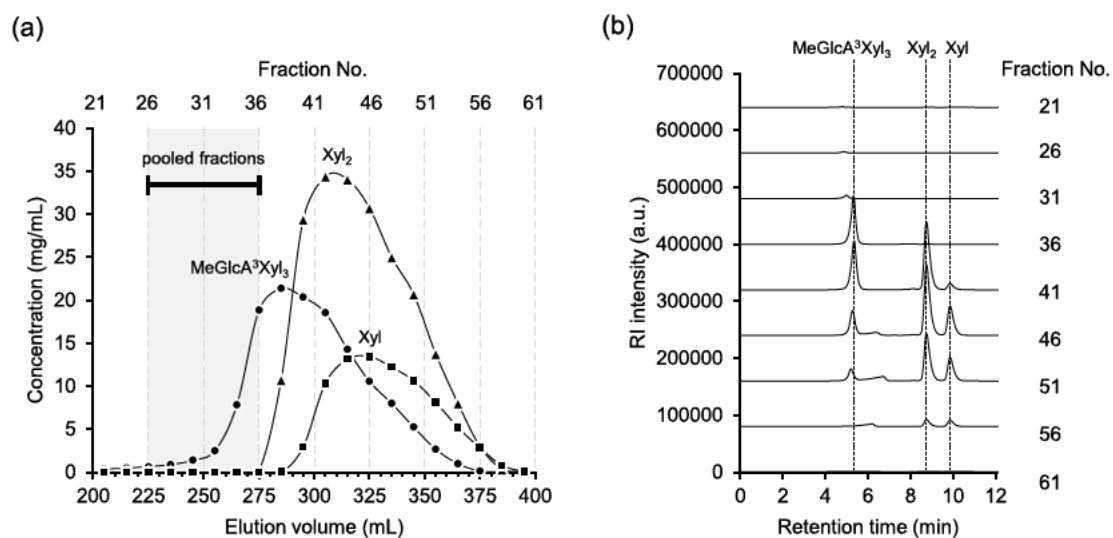 (a)
Fraction No.
21 26 31 37 41 46 51 56 61
40
35
30
25
20
15
10
5
0
Concentration (mg/mL)
pooled fractions
Xyl₂
MeGlcA³Xyl₃
Xyl
200 225 250 275 300 325 350 375 400
Elution volume (mL)
(b)
MeGlcA³Xyl₃ Xyl₂ Xyl
Fraction No.
700000
600000
500000
400000
300000
200000
100000
0
RI intensity (a.u.)
21
26
31
36
41
46
51
56
61
0 2 4 6 8 10 12
Retention time (min)